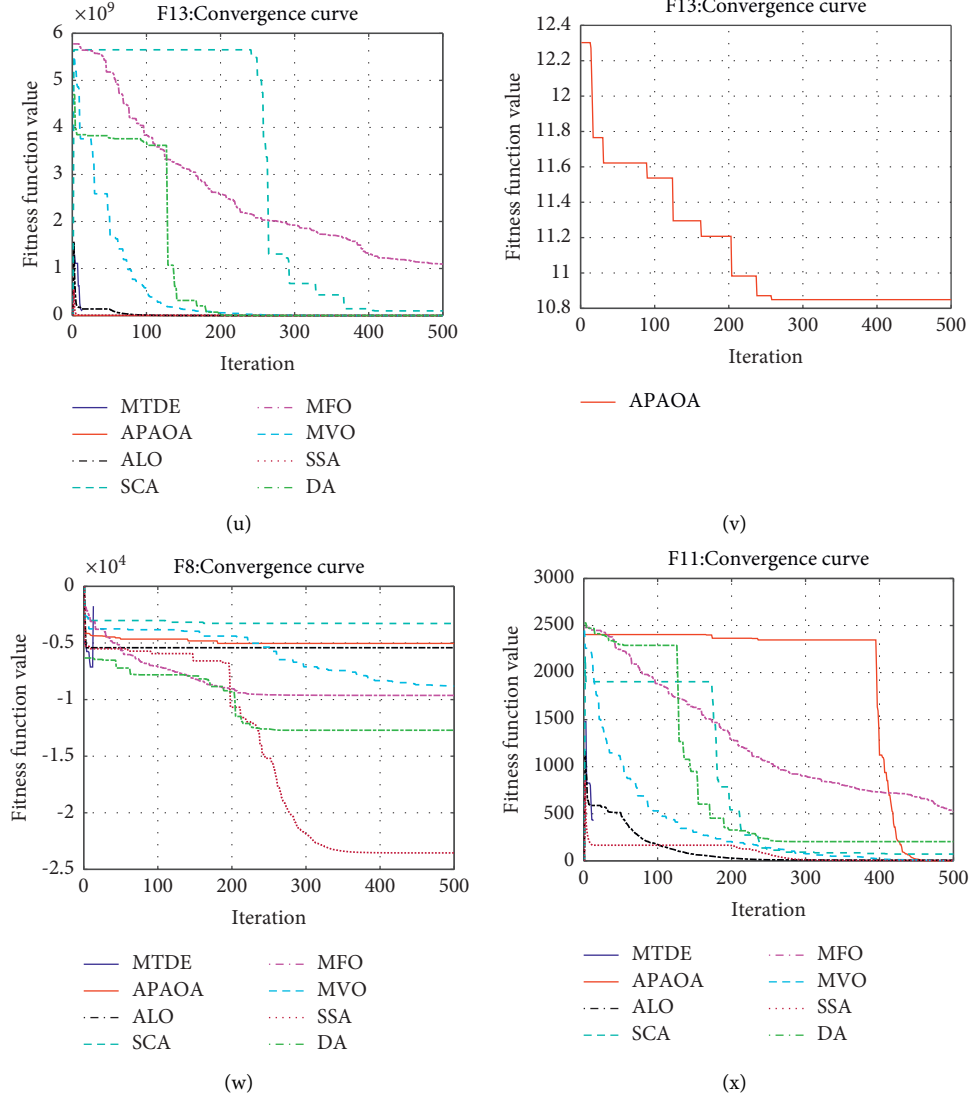 F13:Convergence curve
×10⁹
6
5
4
3
2
1
0
0 100 200 300 400 500
Fitness function value
Iteration
MTDE
APAOA
ALO
SCA
MFO
MVO
SSA
DA
(u)
F13:Convergence curve
12.4
12.2
12
11.8
11.6
11.4
11.2
11
10.8
0 100 200 300 400 500
Fitness function value
Iteration
APAOA
(v)
F8:Convergence curve
×10⁴
0
-0.5
-1
-1.5
-2
-2.5
0 100 200 300 400 500
Fitness function value
Iteration
MTDE
APAOA
ALO
SCA
MFO
MVO
SSA
DA
(w)
F11:Convergence curve
3000
2500
2000
1500
1000
500
0
0 100 200 300 400 500
Fitness function value
Iteration
MTDE
APAOA
ALO
SCA
MFO
MVO
SSA
DA
(x)